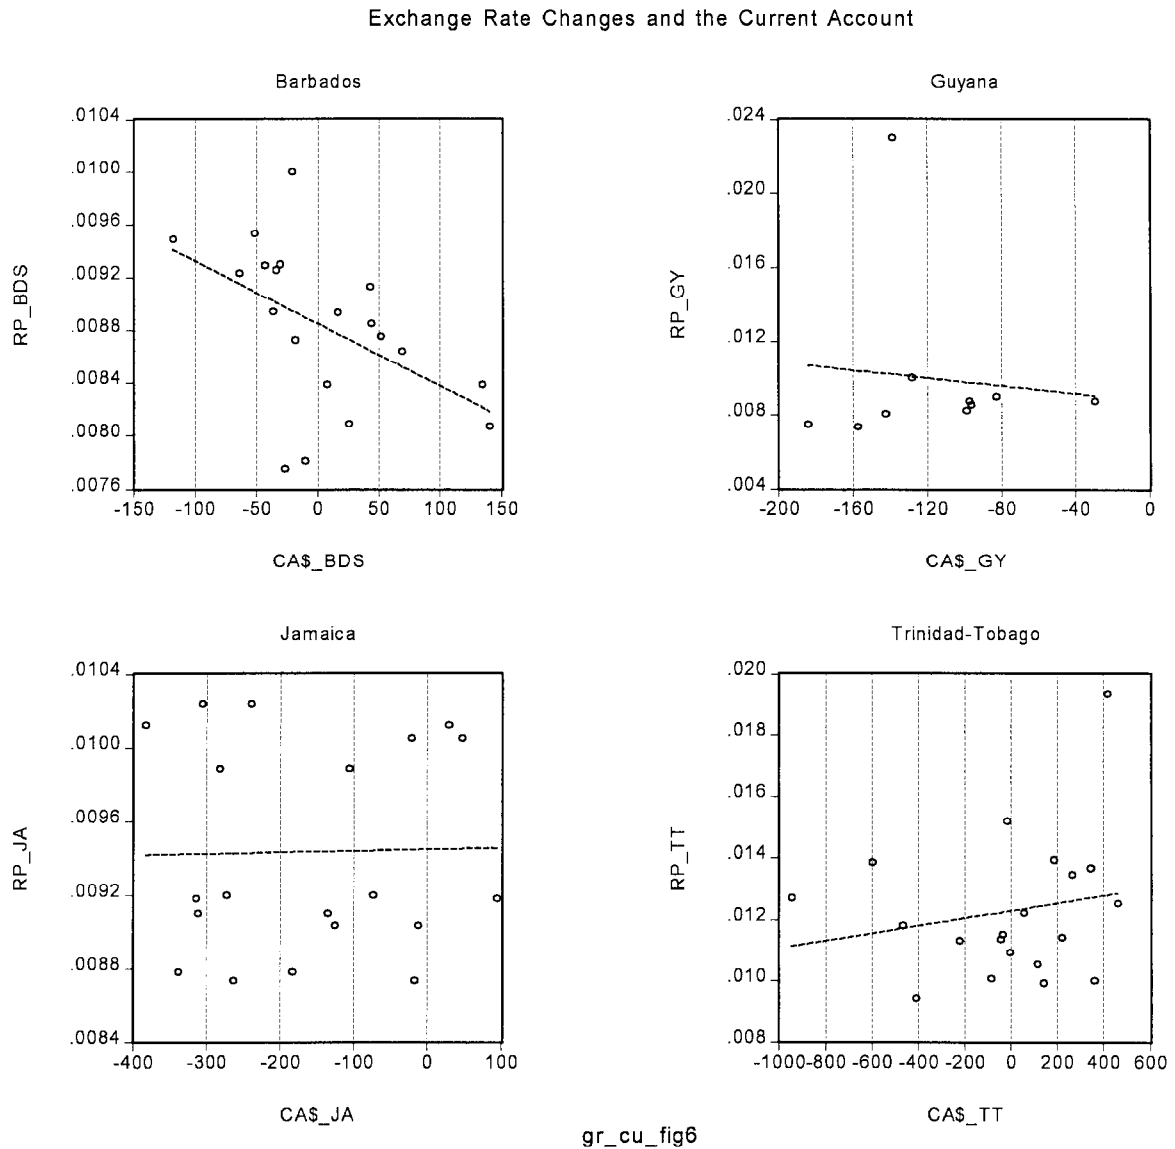 Exchange Rate Changes and the Current Account
Barbados
.0104
.0100
.0096
.0092
.0088
.0084
.0080
.0076
RP_BDS
-150 -100 -50 0 50 100 150
CA$_BDS
Guyana
.024
.020
.016
.012
.008
.004
RP_GY
-200 -160 -120 -80 -40 0
CA$_GY
Jamaica
.0104
.0100
.0096
.0092
.0088
.0084
RP_JA
-400 -300 -200 -100 0 100
CA$_JA
Trinidad-Tobago
.020
.018
.016
.014
.012
.010
.008
RP_TT
-1000-800-600 -400 -200 0 200 400 600
CA$_TT
gr_cu_fig6